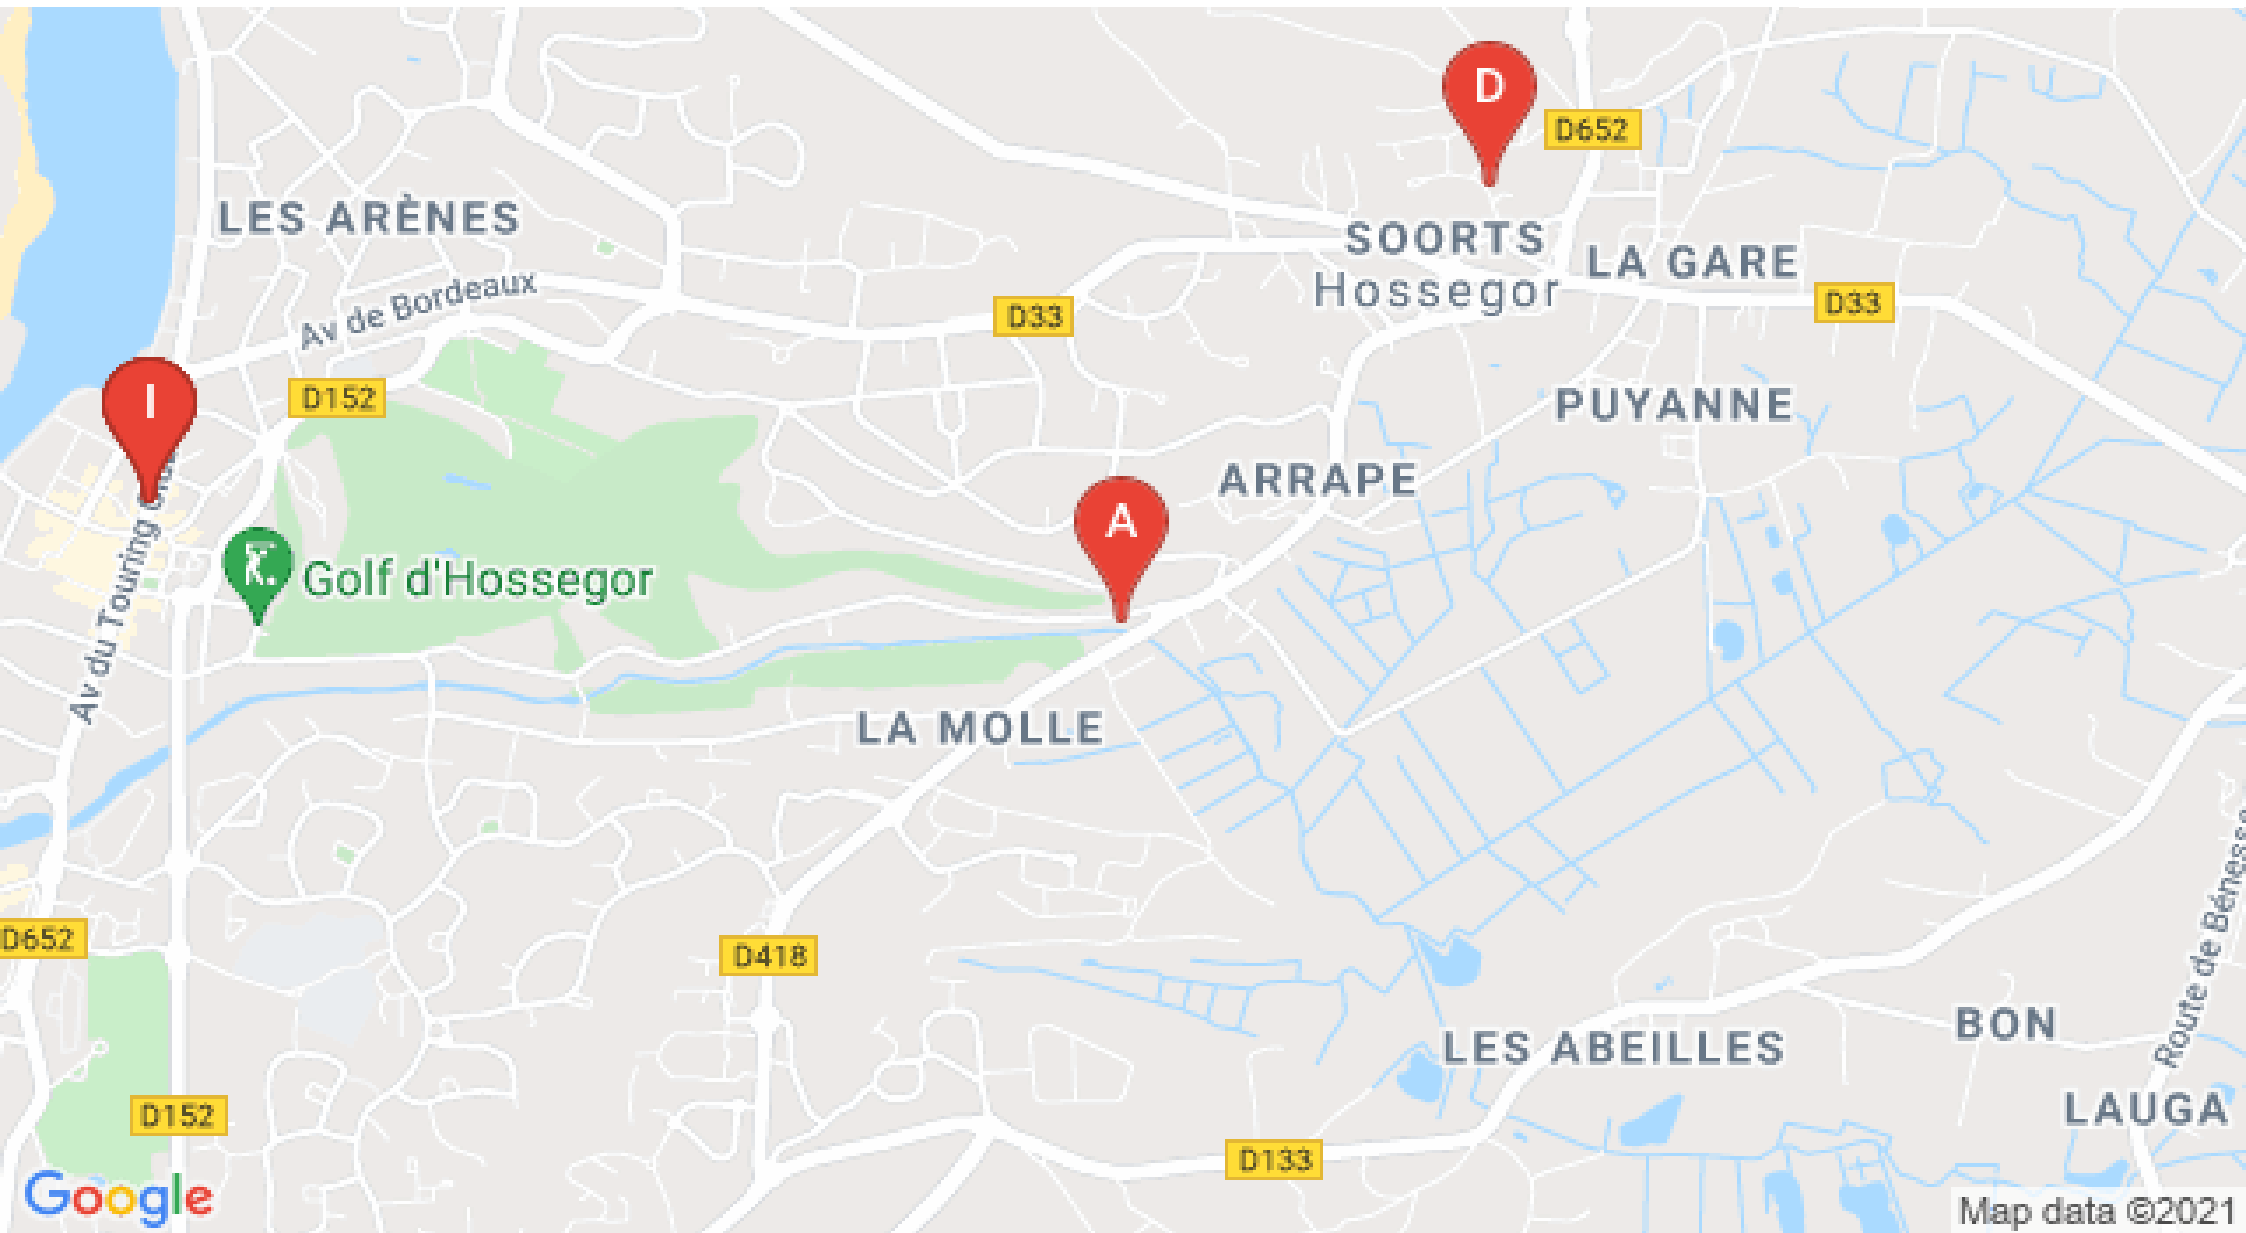 D
D652
LES ARÈNES
SOORTS
Hossegor
LA GARE
Av de Bordeaux
D33
D33
I
D152
PUYANNE
ARRAPE
A
Golf d'Hossegor
Av du Touring
LA MOLLE
D652
D418
Route de Bénesse
BON
LES ABEILLES
LAUGA
D152
D133
Google
Map data ©2021